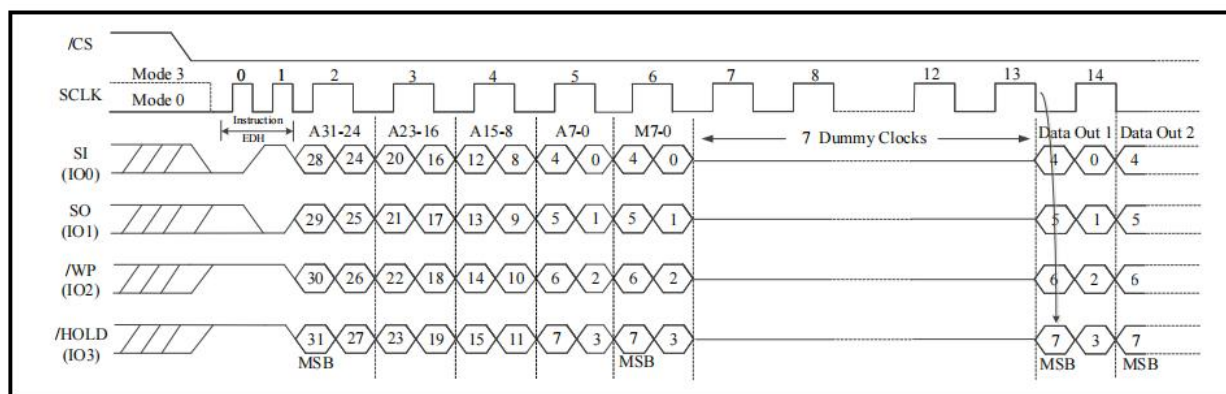 /CS
Mode 3 0 1 2 3 4 5 6 7 8 12 13 14
SCLK Mode 0
Instruction
EDH A31-24 A23-16 A15-8 A7-0 M7-0 7 Dummy Clocks Data Out 1 Data Out 2
SI
(IO0) 28 24 20 16 12 8 4 0 4 0 4 0 4
SO
(IO1) 29 25 21 17 13 9 5 1 5 1 5 1 5
/WP
(IO2) 30 26 22 18 14 10 6 2 6 2 6 2 6
/HOLD
(IO3) 31 27 23 19 15 11 7 3 7 3 7 3 7
MSB MSB MSB MSB